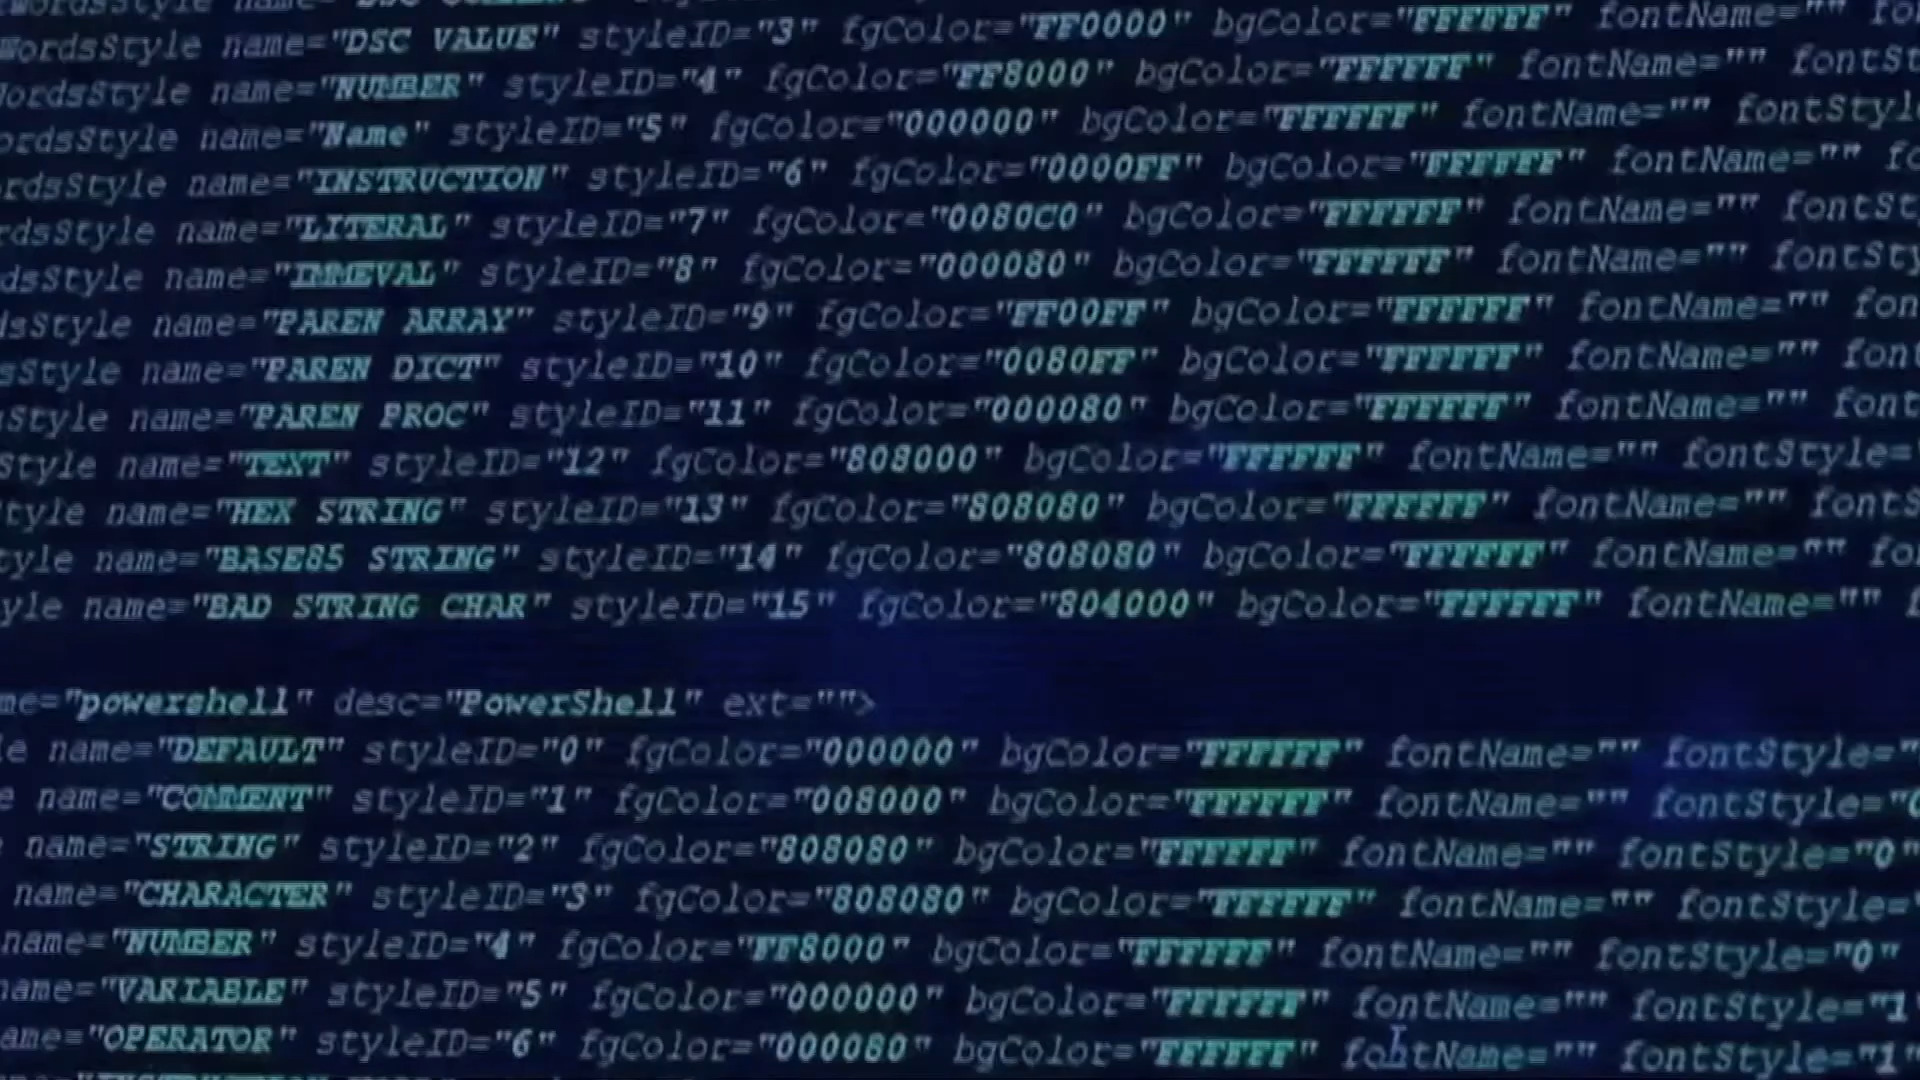 wordsStyle name="DSC COMMENT"
WordsStyle name="DSC VALUE" styleID="3" fgColor="FF0000" bgColor="FFFFFF" fontName="" fo
WordsStyle name="NUMBER" styleID="4" fgColor="FF8000" bgColor="FFFFFF" fontName="" fontSt
ordsStyle name="Name" styleID="5" fgColor="000000" bgColor="FFFFFF" fontName="" fontStyl
rdsStyle name="INSTRUCTION" styleID="6" fgColor="0000FF" bgColor="FFFFFF" fontName="" fo
rdsStyle name="LITERAL" styleID="7" fgColor="0080C0" bgColor="FFFFFF" fontName="" fontSt
dsStyle name="IMMEVAL" styleID="8" fgColor="000080" bgColor="FFFFFF" fontName="" fontSty
dsStyle name="PAREN ARRAY" styleID="9" fgColor="FF00FF" bgColor="FFFFFF" fontName="" fon
sStyle name="PAREN DICT" styleID="10" fgColor="0080FF" bgColor="FFFFFF" fontName="" font
sStyle name="PAREN PROC" styleID="11" fgColor="000080" bgColor="FFFFFF" fontName="" font
Style name="TEXT" styleID="12" fgColor="808000" bgColor="FFFFFF" fontName="" fontStyle="
tyle name="HEX STRING" styleID="13" fgColor="808080" bgColor="FFFFFF" fontName="" fontS
tyle name="BASE85 STRING" styleID="14" fgColor="808080" bgColor="FFFFFF" fontName="" fo
yle name="BAD STRING CHAR" styleID="15" fgColor="804000" bgColor="FFFFFF" fontName="" f
me="powershell" desc="PowerShell" ext="">
le name="DEFAULT" styleID="0" fgColor="000000" bgColor="FFFFFF" fontName="" fontStyle="
e name="COMMENT" styleID="1" fgColor="008000" bgColor="FFFFFF" fontName="" fontStyle="0
name="STRING" styleID="2" fgColor="808080" bgColor="FFFFFF" fontName="" fontStyle="0"
name="CHARACTER" styleID="3" fgColor="808080" bgColor="FFFFFF" fontName="" fontStyle="
name="NUMBER" styleID="4" fgColor="FF8000" bgColor="FFFFFF" fontName="" fontStyle="0"
name="VARIABLE" styleID="5" fgColor="000000" bgColor="FFFFFF" fontName="" fontStyle="1"
ame="OPERATOR" styleID="6" fgColor="000080" bgColor="FFFFFF" fontName="" fontStyle="1"